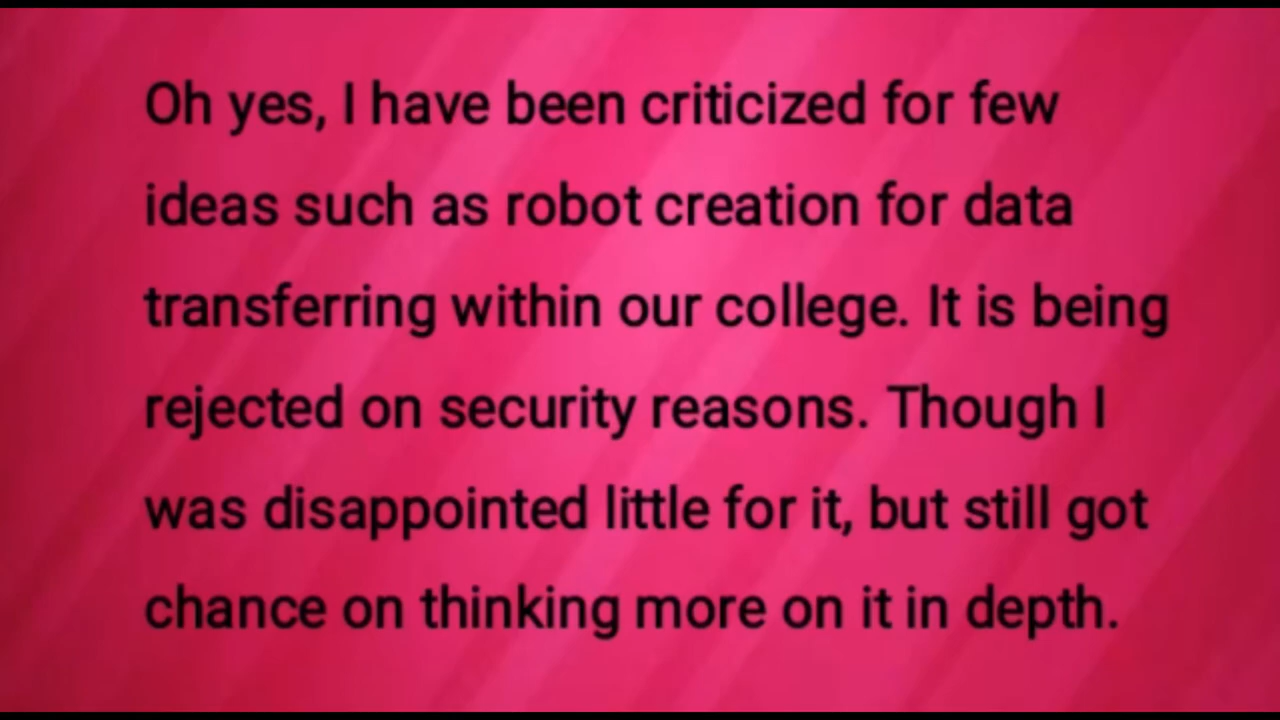 Oh yes, I have been criticized for few
ideas such as robot creation for data
transferring within our college. It is being
rejected on security reasons. Though I
was disappointed little for it, but still got
chance on thinking more on it in depth.